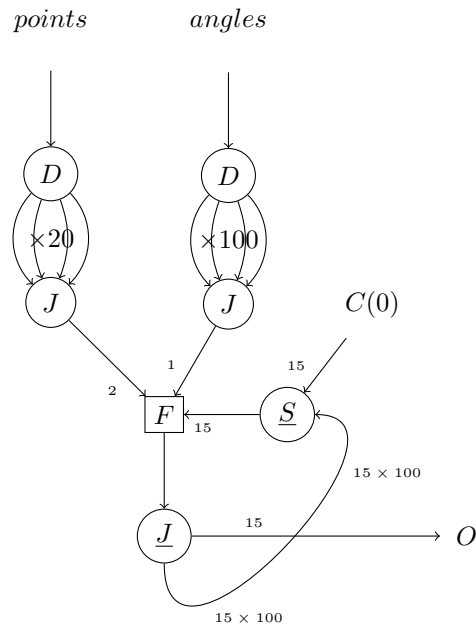 points angles
D D
×20 ×100
J J C(0)
15
1
2
F S
15
15 × 100
J 15 O
15 × 100